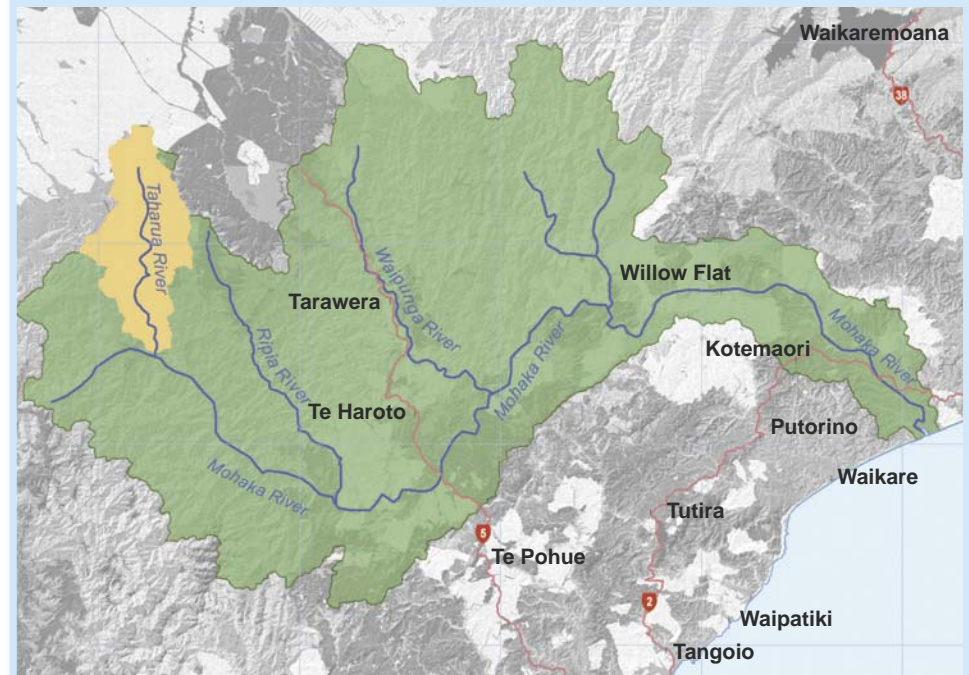 Waikaremoana
38
Taharua River
Willow Flat
Tarawera
Waipunga River
Mohaka River
Ripia River
Mohaka River
Kotemaori
Te Haroto
Putorino
Mohaka River
Waikare
Tutira
5
Te Pohue
2
Waipatiki
Tangoio